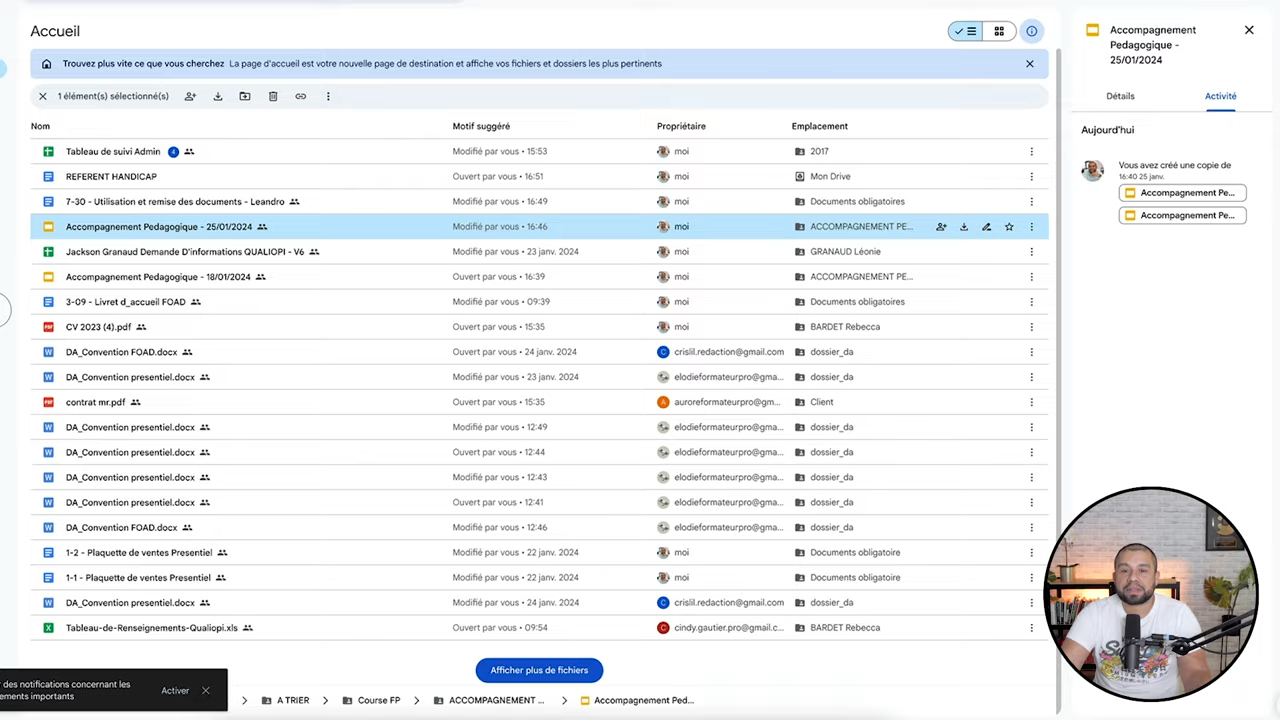 Accueil
Trouvez plus vite ce que vous cherchez La page d'accueil est votre nouvelle page de destination et affiche vos fichiers et dossiers les plus pertinents
1 élément(s) sélectionné(s)
Nom Motif suggéré Propriétaire Emplacement
Tableau de suivi Admin 4 Modifié par vous • 15:53 moi 2017
REFERENT HANDICAP Ouvert par vous • 16:51 moi Mon Drive
7-30 - Utilisation et remise des documents - Leandro Modifié par vous • 16:49 moi Documents obligatoires
Accompagnement Pedagogique - 25/01/2024 Modifié par vous • 16:46 moi ACCOMPAGNEMENT PE...
Jackson Granaud Demande D'informations QUALIOPI - V6 Modifié par vous • 23 janv. 2024 moi GRANAUD Léonie
Accompagnement Pedagogique - 18/01/2024 Ouvert par vous • 16:39 moi ACCOMPAGNEMENT PE...
3-09 - Livret d_accueil FOAD Modifié par vous • 09:39 moi Documents obligatoires
CV 2023 (4).pdf Ouvert par vous • 15:35 moi BARDET Rebecca
DA_Convention FOAD.docx Ouvert par vous • 24 janv. 2024 C crislil.redaction@gmail.com dossier_da
DA_Convention presentiel.docx Modifié par vous • 23 janv. 2024 elodieformateurpro@gma... dossier_da
contrat mr.pdf Ouvert par vous • 15:35 A auroreformateurpro@gm... Client
DA_Convention presentiel.docx Modifié par vous • 12:49 elodieformateurpro@gma... dossier_da
DA_Convention presentiel.docx Ouvert par vous • 12:44 elodieformateurpro@gma... dossier_da
DA_Convention presentiel.docx Modifié par vous • 12:43 elodieformateurpro@gma... dossier_da
DA_Convention presentiel.docx Ouvert par vous • 12:41 elodieformateurpro@gma... dossier_da
DA_Convention FOAD.docx Modifié par vous • 12:46 elodieformateurpro@gma... dossier_da
1-2 - Plaquette de ventes Presentiel Modifié par vous • 22 janv. 2024 moi Documents obligatoire
1-1 - Plaquette de ventes Presentiel Modifié par vous • 22 janv. 2024 moi Documents obligatoires
DA_Convention presentiel.docx Modifié par vous • 24 janv. 2024 C crislil.redaction@gmail.com dossier_da
Tableau-de-Renseignements-Qualiopi.xls Ouvert par vous • 09:54 C cindy.gautier.pro@gmail.c... BARDET Rebecca
Afficher plus de fichiers
A TRIER Course FP ACCOMPAGNEMENT ... Accompagnement Ped...
r des notifications concernant les
ements importants
Activer
Accompagnement
Pedagogique -
25/01/2024
Détails Activité
Aujourd'hui
Vous avez créé une copie de
16:40 25 janv.
Accompagnement Pe...
Accompagnement Pe...